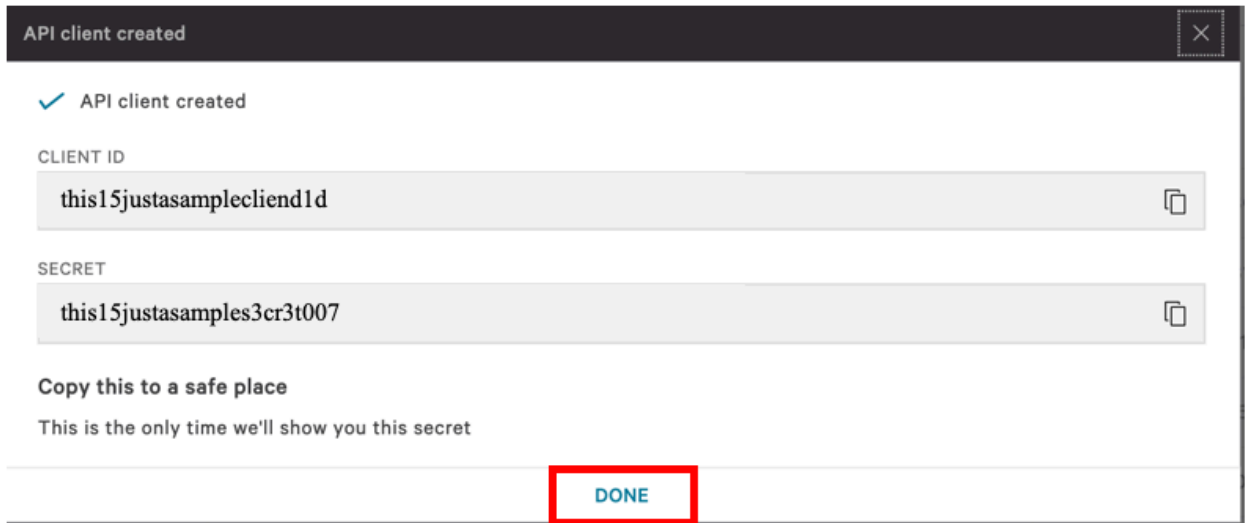 API client created
API client created
CLIENT ID
this15justasamplecliend1d
SECRET
this15justasamples3cr3t007
Copy this to a safe place
This is the only time we'll show you this secret
DONE